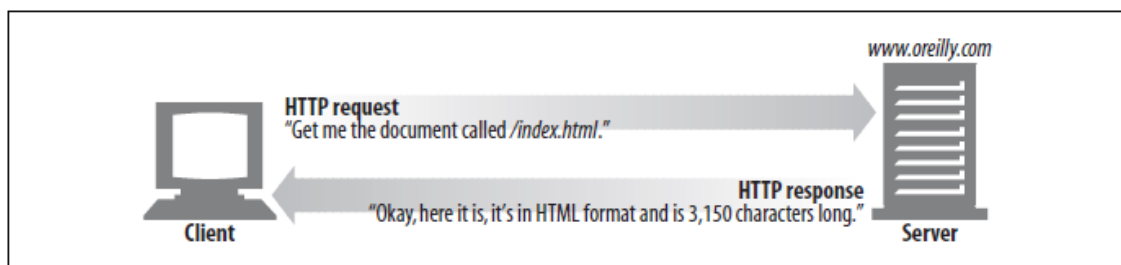 www.oreilly.com
HTTP request
“Get me the document called /index.html.”
HTTP response
“Okay, here it is, it’s in HTML format and is 3,150 characters long.”
Client
Server